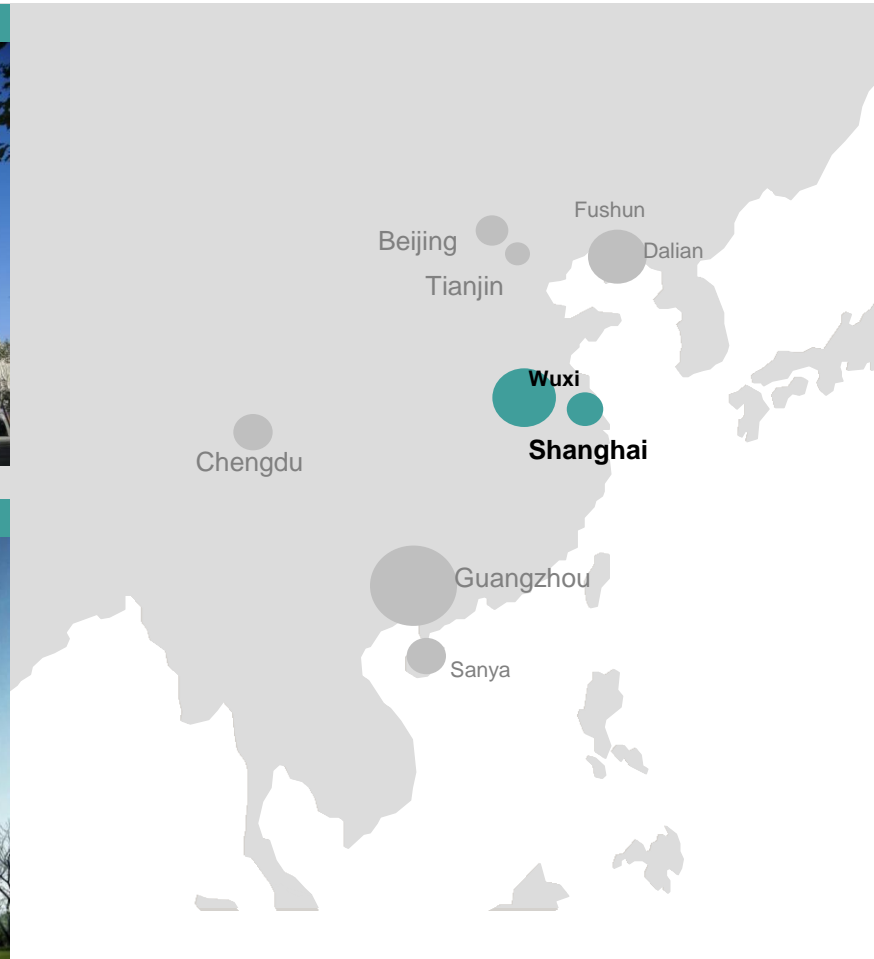 Fushun
Beijing
Dalian
Tianjin
Wuxi
Shanghai
Chengdu
Guangzhou
Sanya